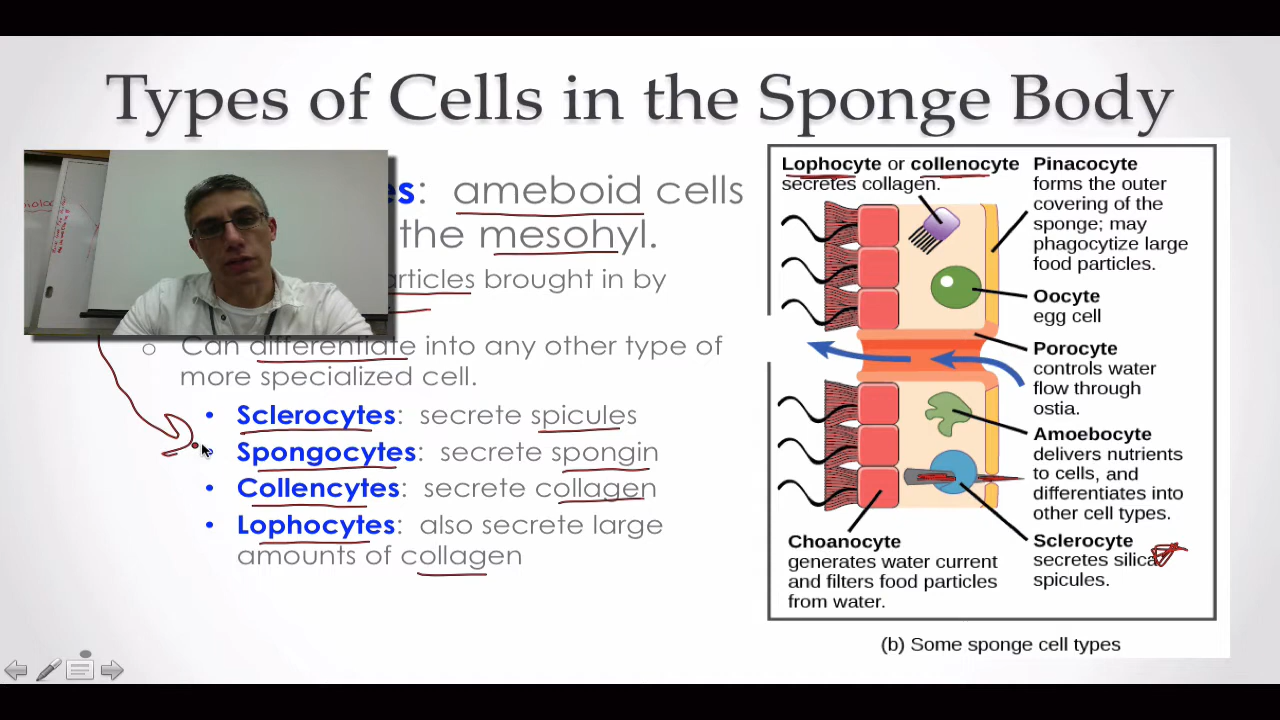 Types of Cells in the Sponge Body
es: ameboid cells
the mesohyl.
articles brought in by
Can differentiate into any other type of
more specialized cell.
• Sclerocytes: secrete spicules
• Spongocytes: secrete spongin
• Collencytes: secrete collagen
• Lophocytes: also secrete large
amounts of collagen
Lophocyte or collenocyte
secretes collagen.
Pinacocyte
forms the outer
covering of the
sponge; may
phagocytize large
food particles.
Oocyte
egg cell
Porocyte
controls water
flow through
ostia.
Amoebocyte
delivers nutrients
to cells, and
differentiates into
other cell types.
Sclerocyte
secretes silica
spicules.
Choanocyte
generates water current
and filters food particles
from water.
(b) Some sponge cell types